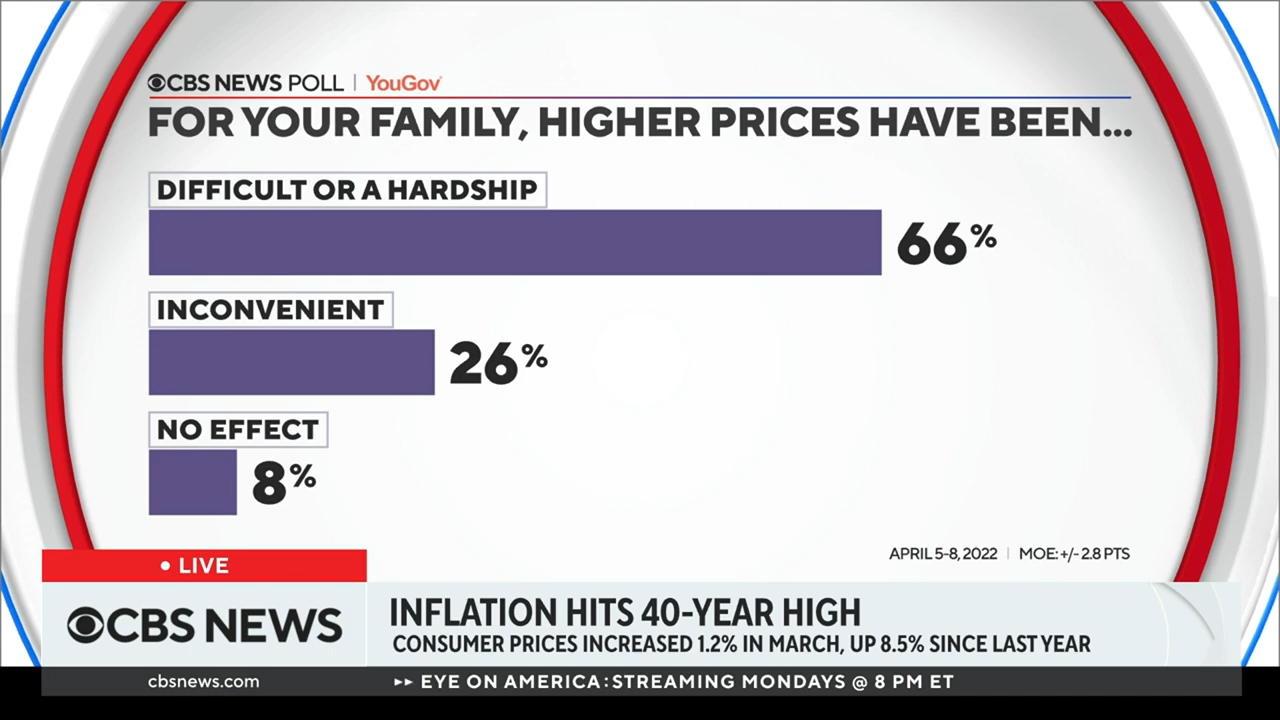 CBS NEWS POLL | YouGov
FOR YOUR FAMILY, HIGHER PRICES HAVE BEEN...
DIFFICULT OR A HARDSHIP
66%
INCONVENIENT
26%
NO EFFECT
8%
APRIL 5-8, 2022 | MOE: +/- 2.8 PTS
• LIVE
CBS NEWS
INFLATION HITS 40-YEAR HIGH
CONSUMER PRICES INCREASED 1.2% IN MARCH, UP 8.5% SINCE LAST YEAR
cbsnews.com
EYE ON AMERICA: STREAMING MONDAYS @ 8 PM ET